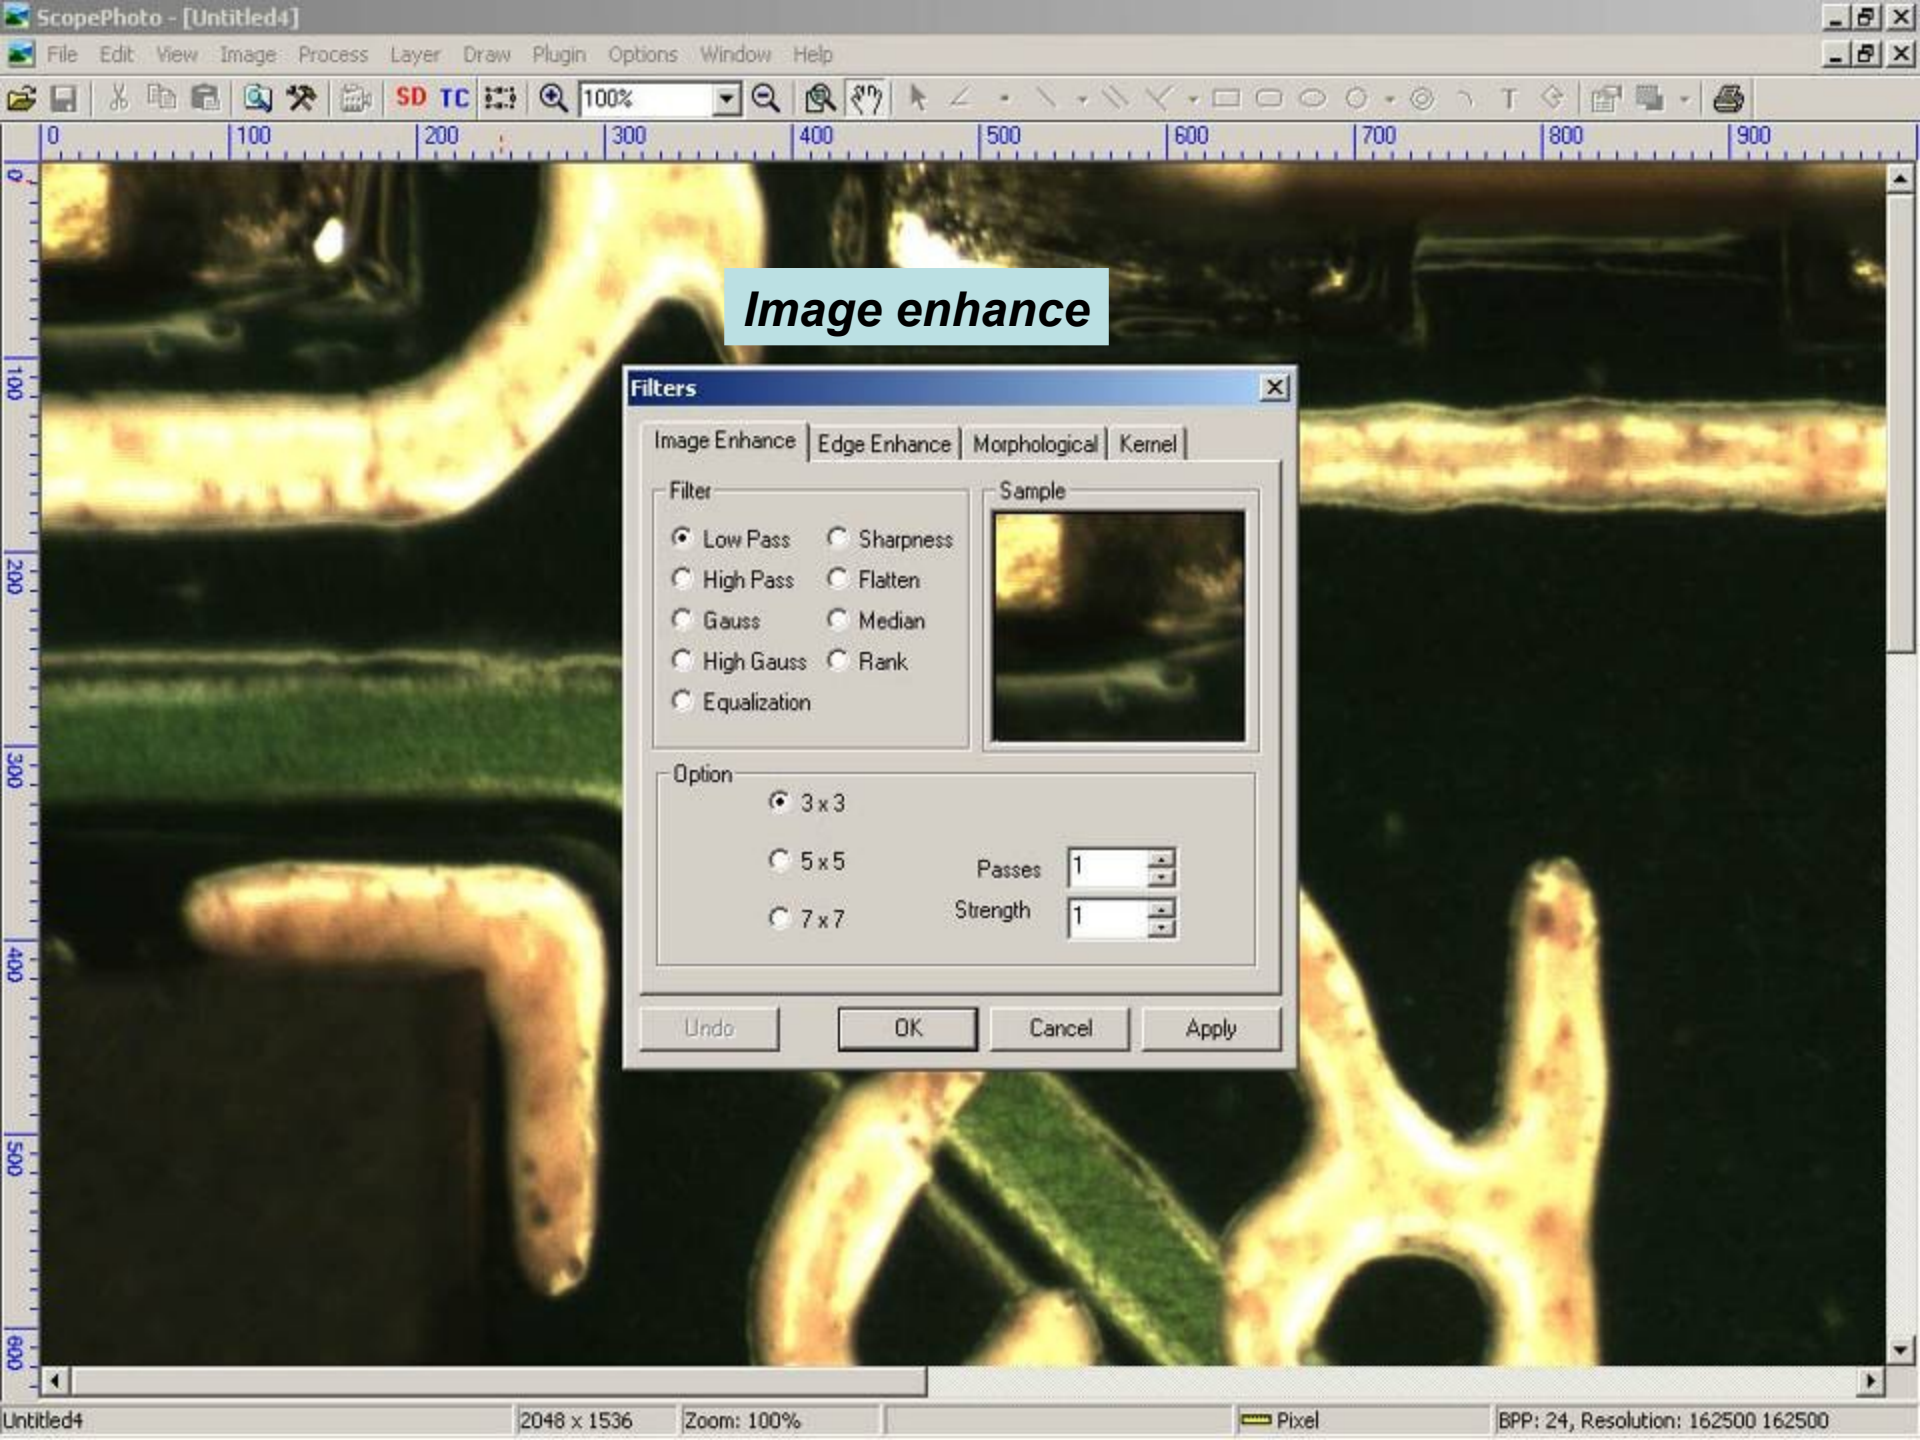 ScopePhoto - [Untitled4]
File Edit View Image Process Layer Draw Plugin Options Window Help
SD TC 100% T
0 100 200 300 400 500 600 700 800 900
0
100
200
300
400
500
600
Image enhance
Filters
Image Enhance Edge Enhance Morphological Kernel
Filter
Low Pass Sharpness
High Pass Flatten
Gauss Median
High Gauss Rank
Equalization
Sample
Option
3 x 3
5 x 5
7 x 7
Passes 1
Strength 1
Undo OK Cancel Apply
Untitled4 2048 x 1536 Zoom: 100% Pixel BPP: 24, Resolution: 162500 162500